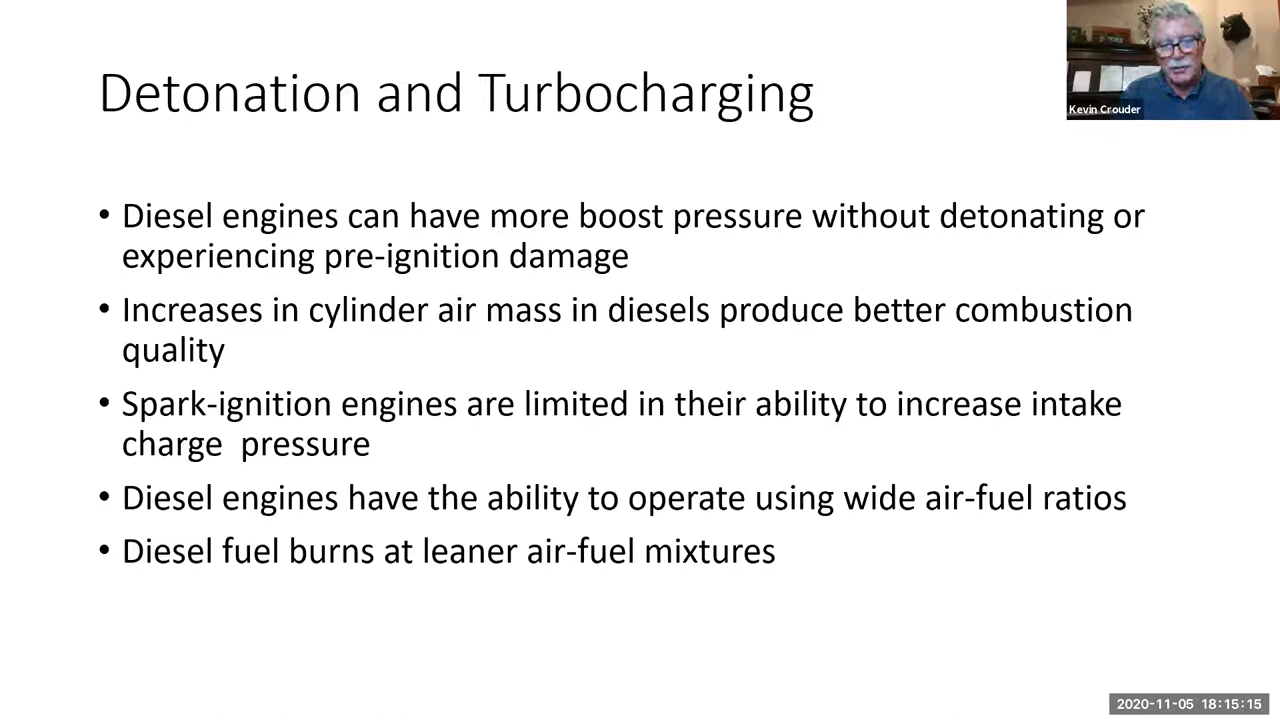 Detonation and Turbocharging
Kevin Crouder
• Diesel engines can have more boost pressure without detonating or
experiencing pre-ignition damage
• Increases in cylinder air mass in diesels produce better combustion
quality
• Spark-ignition engines are limited in their ability to increase intake
charge  pressure
• Diesel engines have the ability to operate using wide air-fuel ratios
• Diesel fuel burns at leaner air-fuel mixtures
2020-11-05 18:15:15